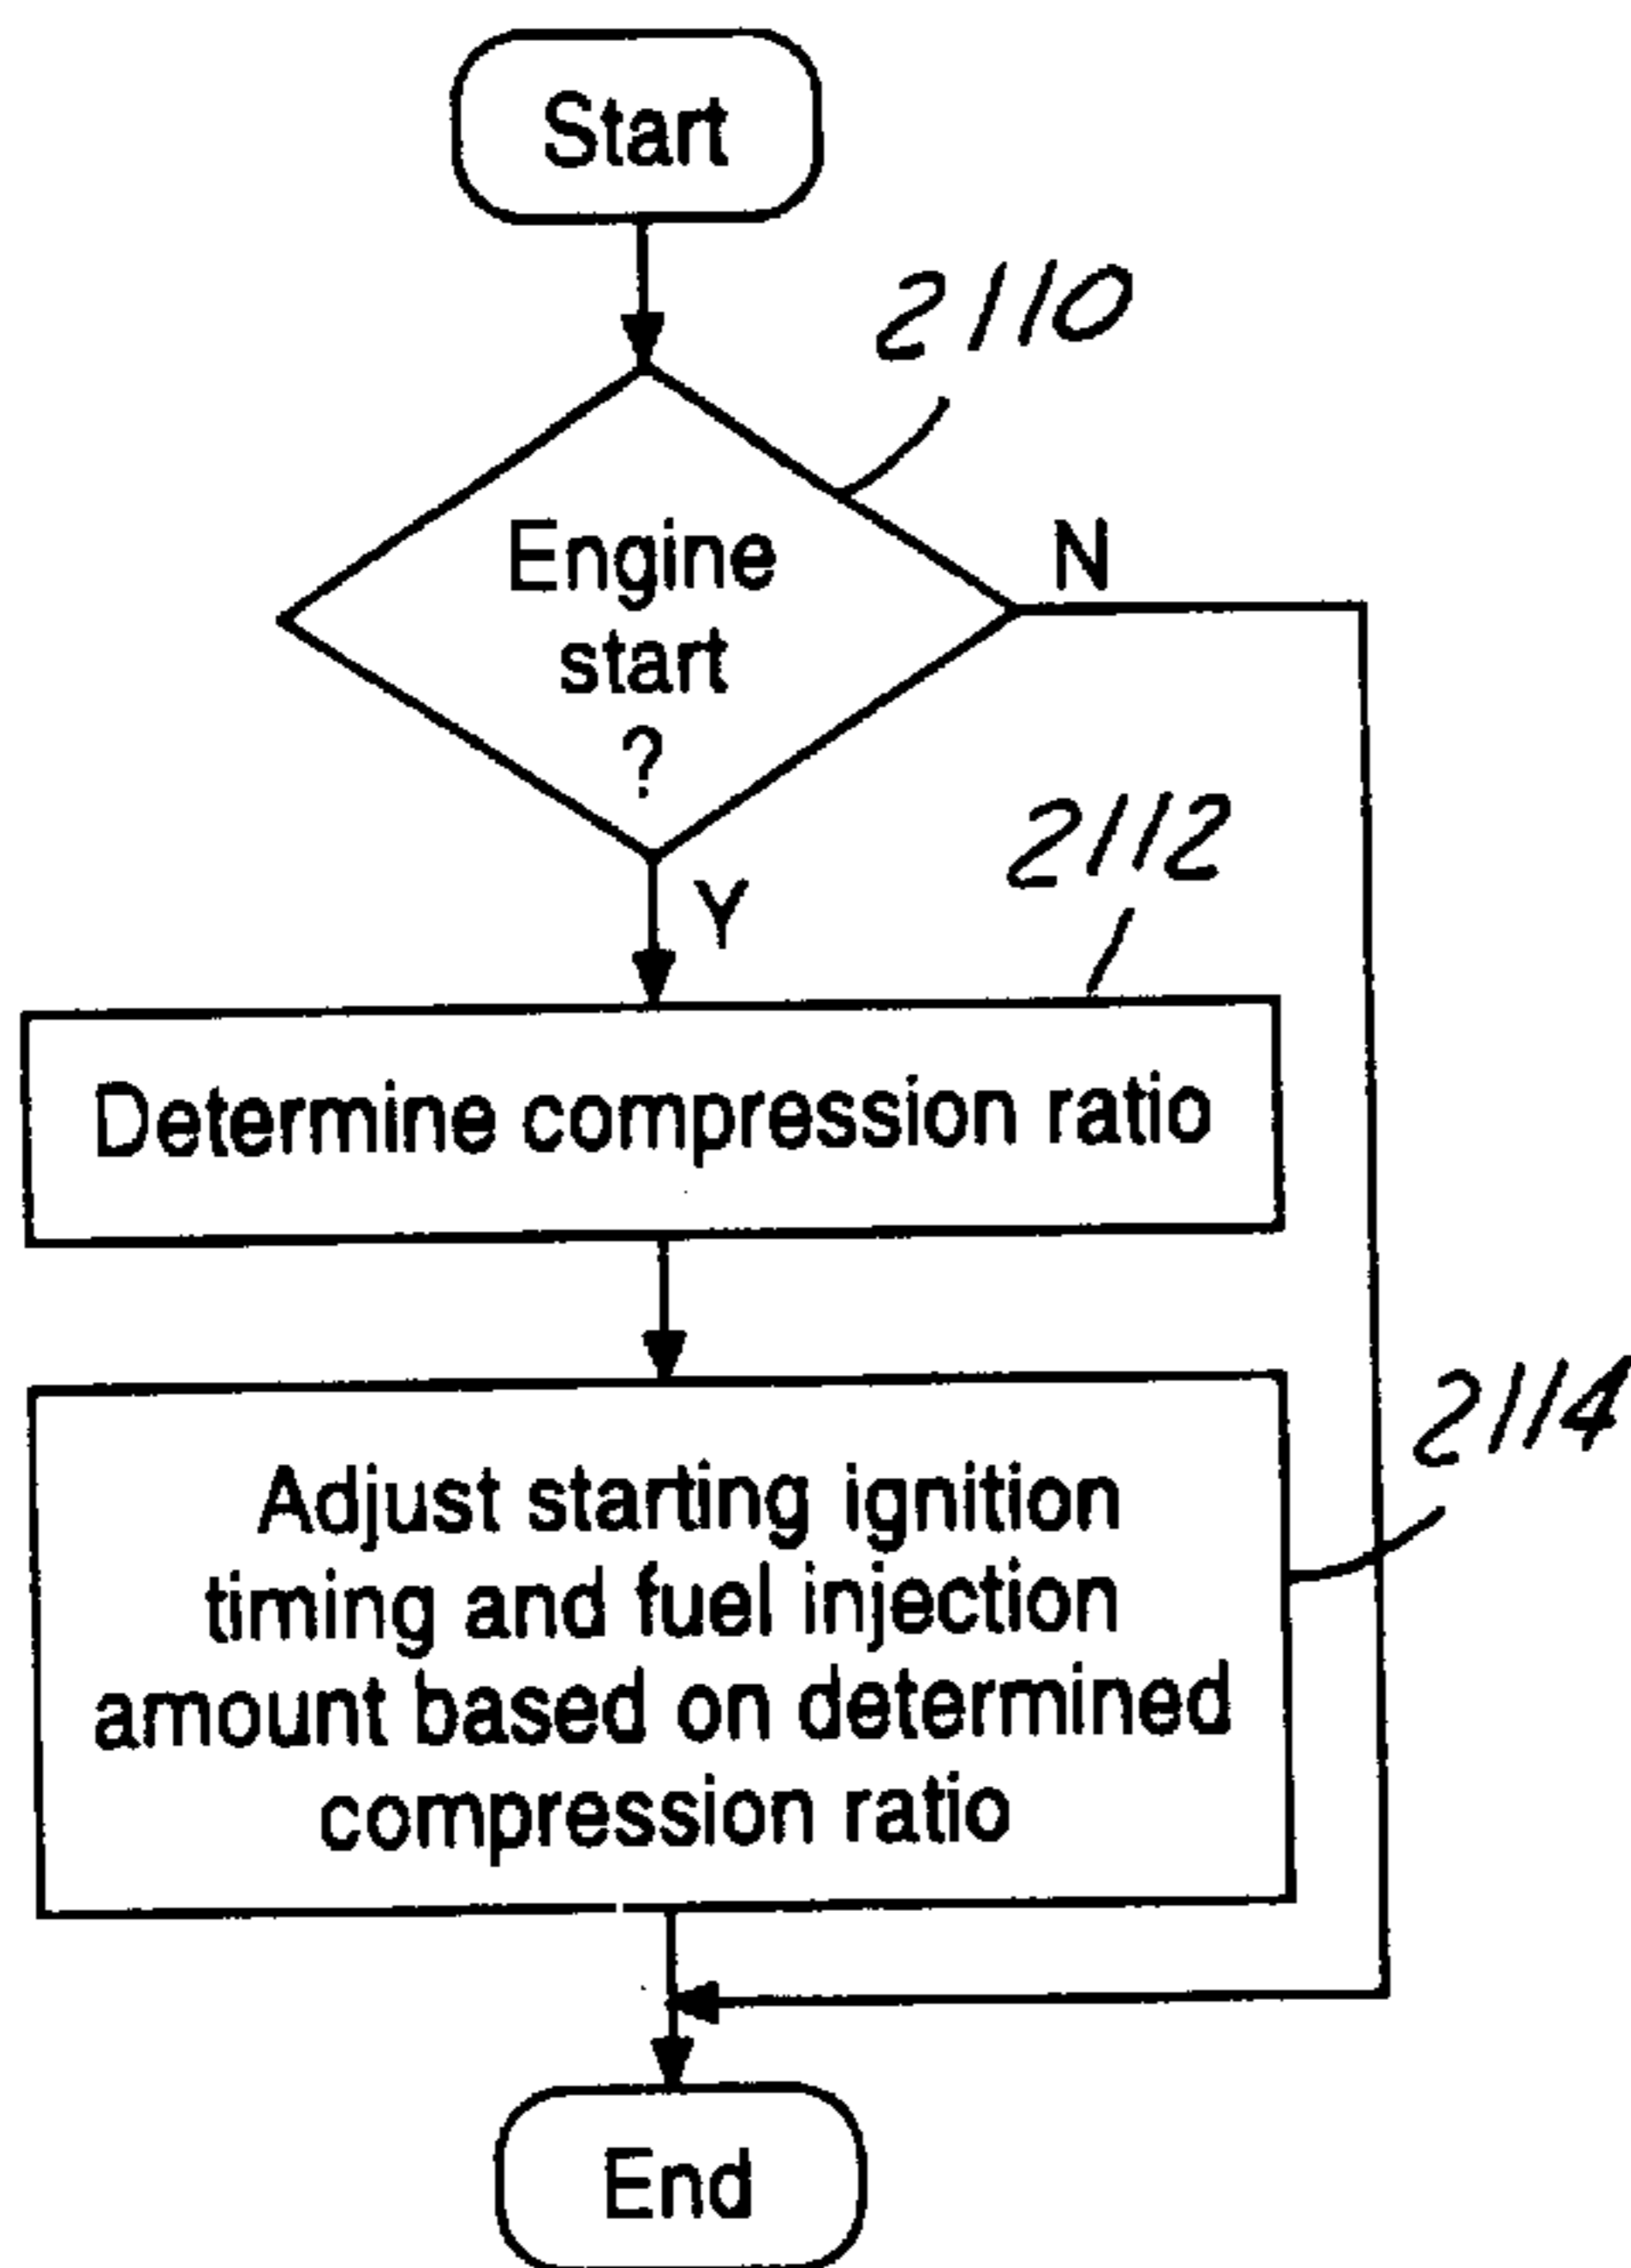 Start
2110
Engine
start
?
N
Y
2112
Determine compression ratio
2114
Adjust starting ignition
timing and fuel injection
amount based on determined
compression ratio
End